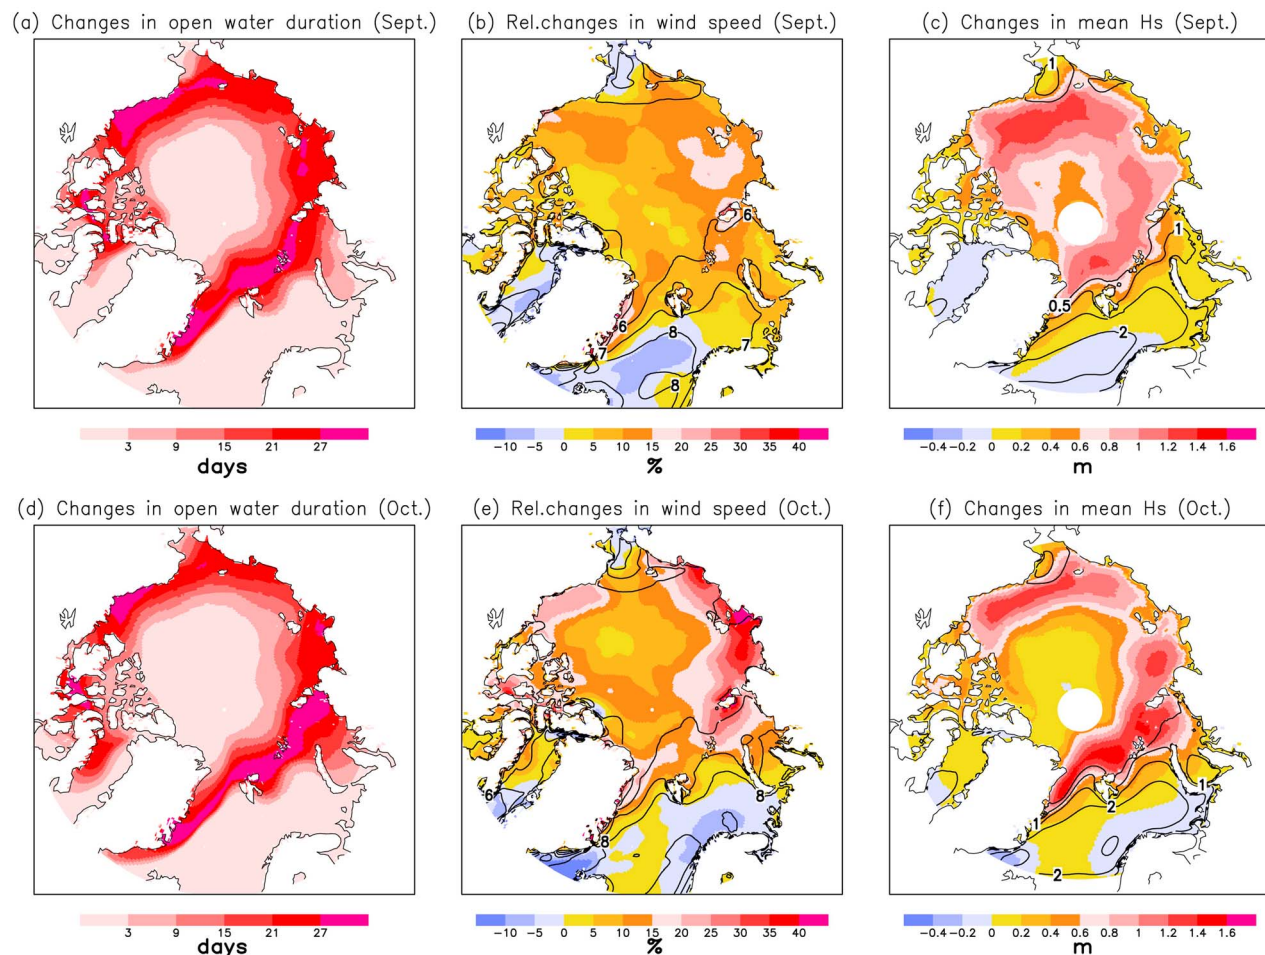 (a) Changes in open water duration (Sept.)
(b) Rel.changes in wind speed (Sept.)
(c) Changes in mean Hs (Sept.)
6
6
7
8
7
8
1
1
0.5
2
3 9 15 21 27
days
-10 -5 0 5 10 15 20 25 30 35 40
%
-0.4 -0.2 0 0.2 0.4 0.6 0.8 1 1.2 1.4 1.6
m
(d) Changes in open water duration (Oct.)
(e) Rel.changes in wind speed (Oct.)
(f) Changes in mean Hs (Oct.)
6
8
8
1
2
1
2
3 9 15 21 27
days
-10 -5 0 5 10 15 20 25 30 35 40
%
-0.4 -0.2 0 0.2 0.4 0.6 0.8 1 1.2 1.4 1.6
m